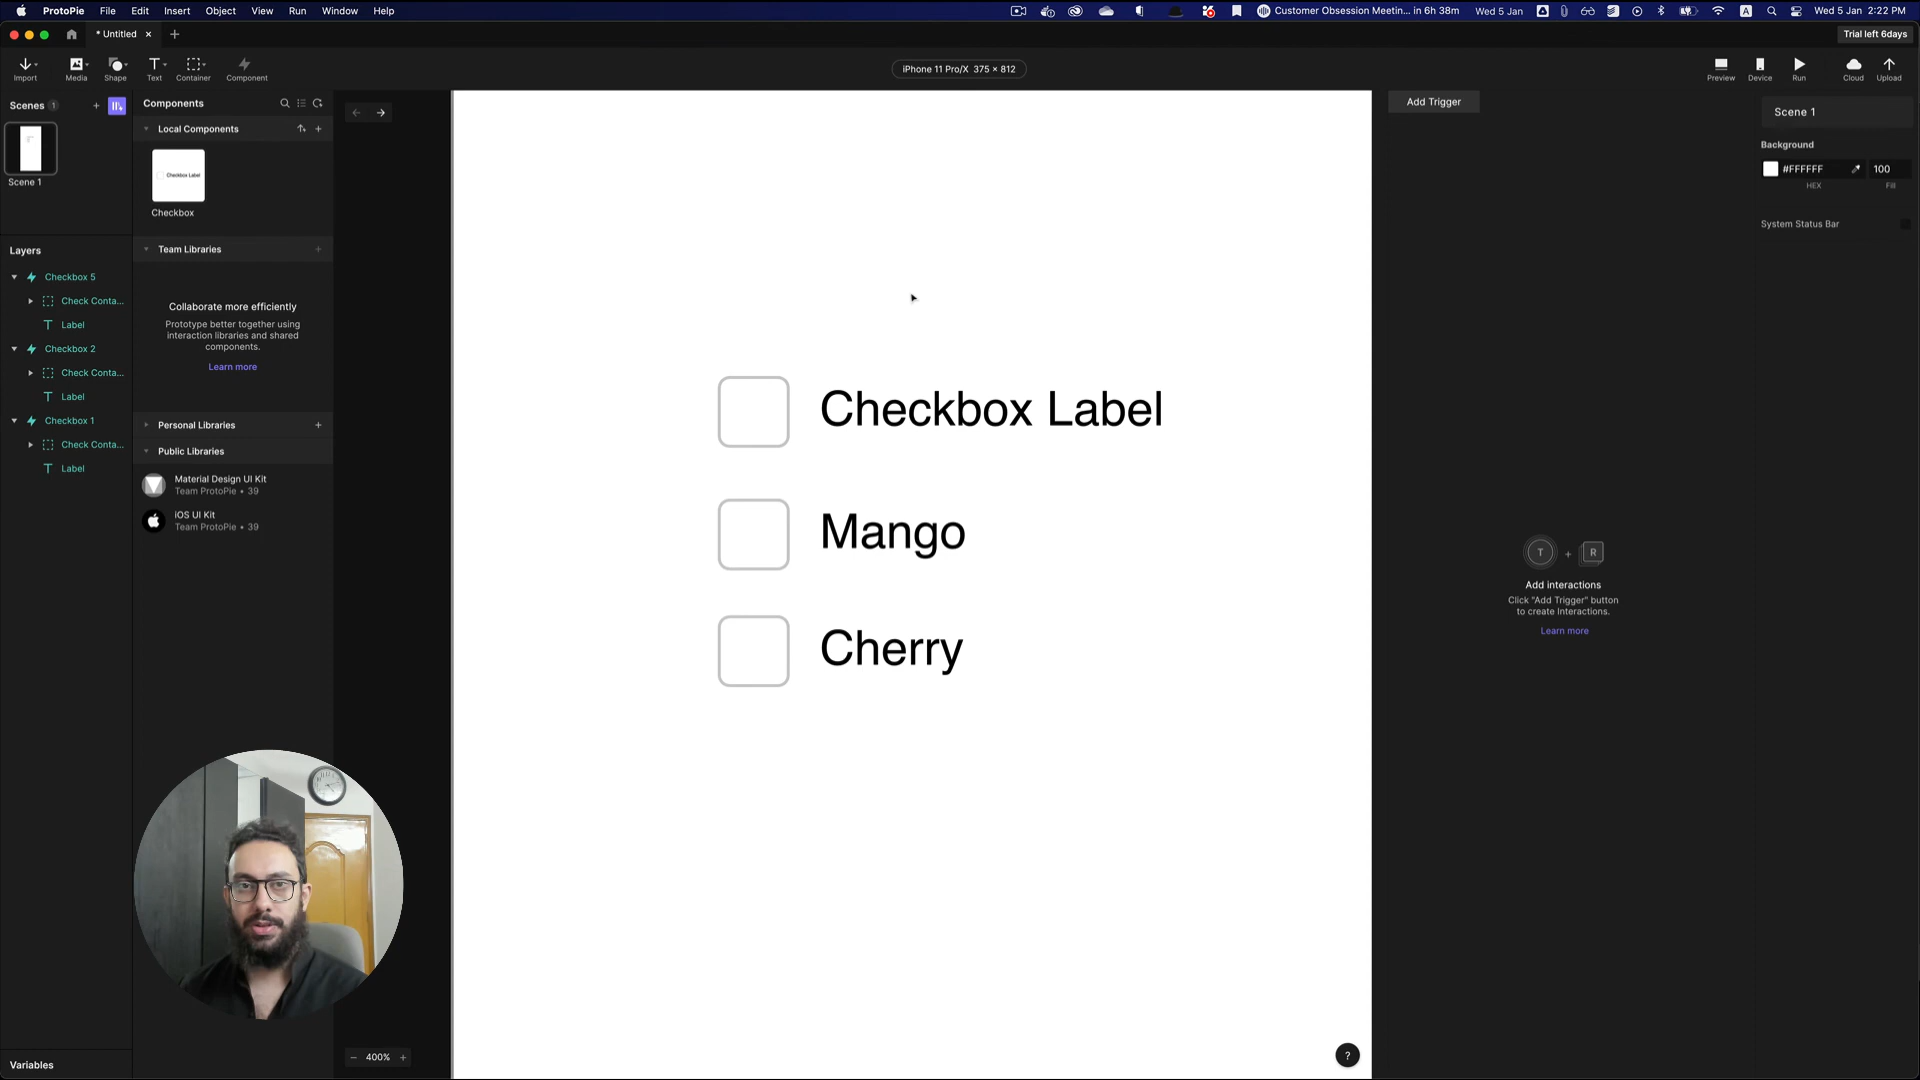 ProtoPie File Edit Insert Object View Run Window Help
Customer Obsession Meetin... in 6h 38m Wed 5 Jan
A
Wed 5 Jan 2:22 PM
* Untitled
Trial left 6days
Import
Media
Shape
Text
Container
Component
iPhone 11 Pro/X 375 × 812
Preview
Device
Run
Cloud
Upload
Scenes 1
Components
Local Components
Checkbox Label
Checkbox
Scene 1
Team Libraries
Collaborate more efficiently
Prototype better together using
interaction libraries and shared
components.
Learn more
Personal Libraries
Public Libraries
Material Design UI Kit
Team ProtoPie • 39
iOS UI Kit
Team ProtoPie • 39
Layers
Checkbox 5
Check Conta...
Label
Checkbox 2
Check Conta...
Label
Checkbox 1
Check Conta...
Label
Variables
Checkbox Label
Mango
Cherry
400%
?
Add Trigger
T + R
Add interactions
Click "Add Trigger" button
to create Interactions.
Learn more
Scene 1
Background
#FFFFFF
100
HEX
Fill
System Status Bar